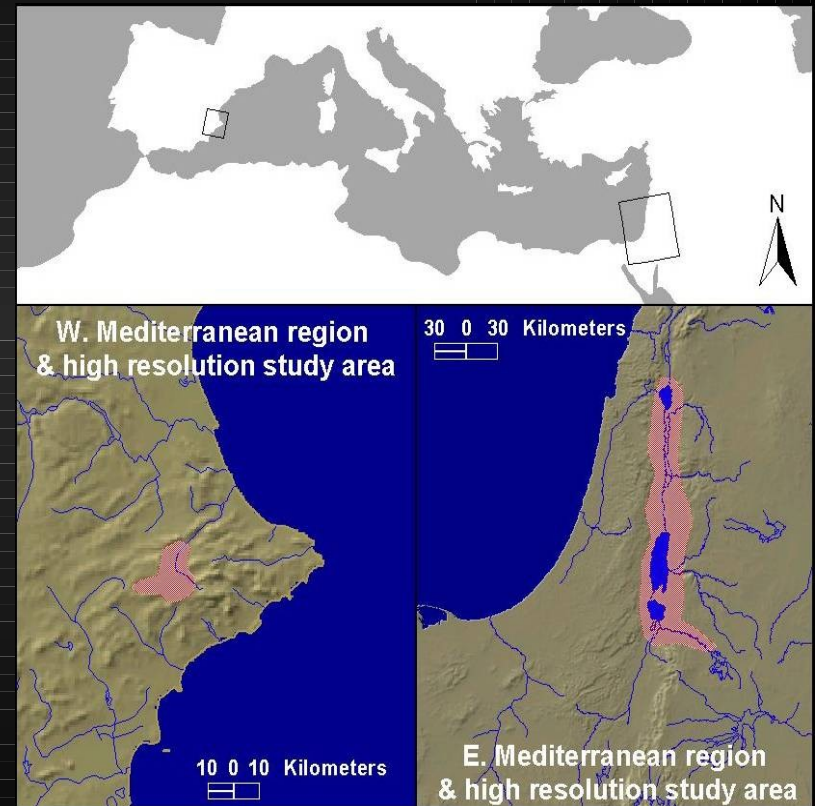 N
W. Mediterranean region
& high resolution study area
10 0 10 Kilometers
30 0 30 Kilometers
E. Mediterranean region
& high resolution study area